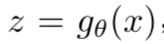 z = g_θ(x),